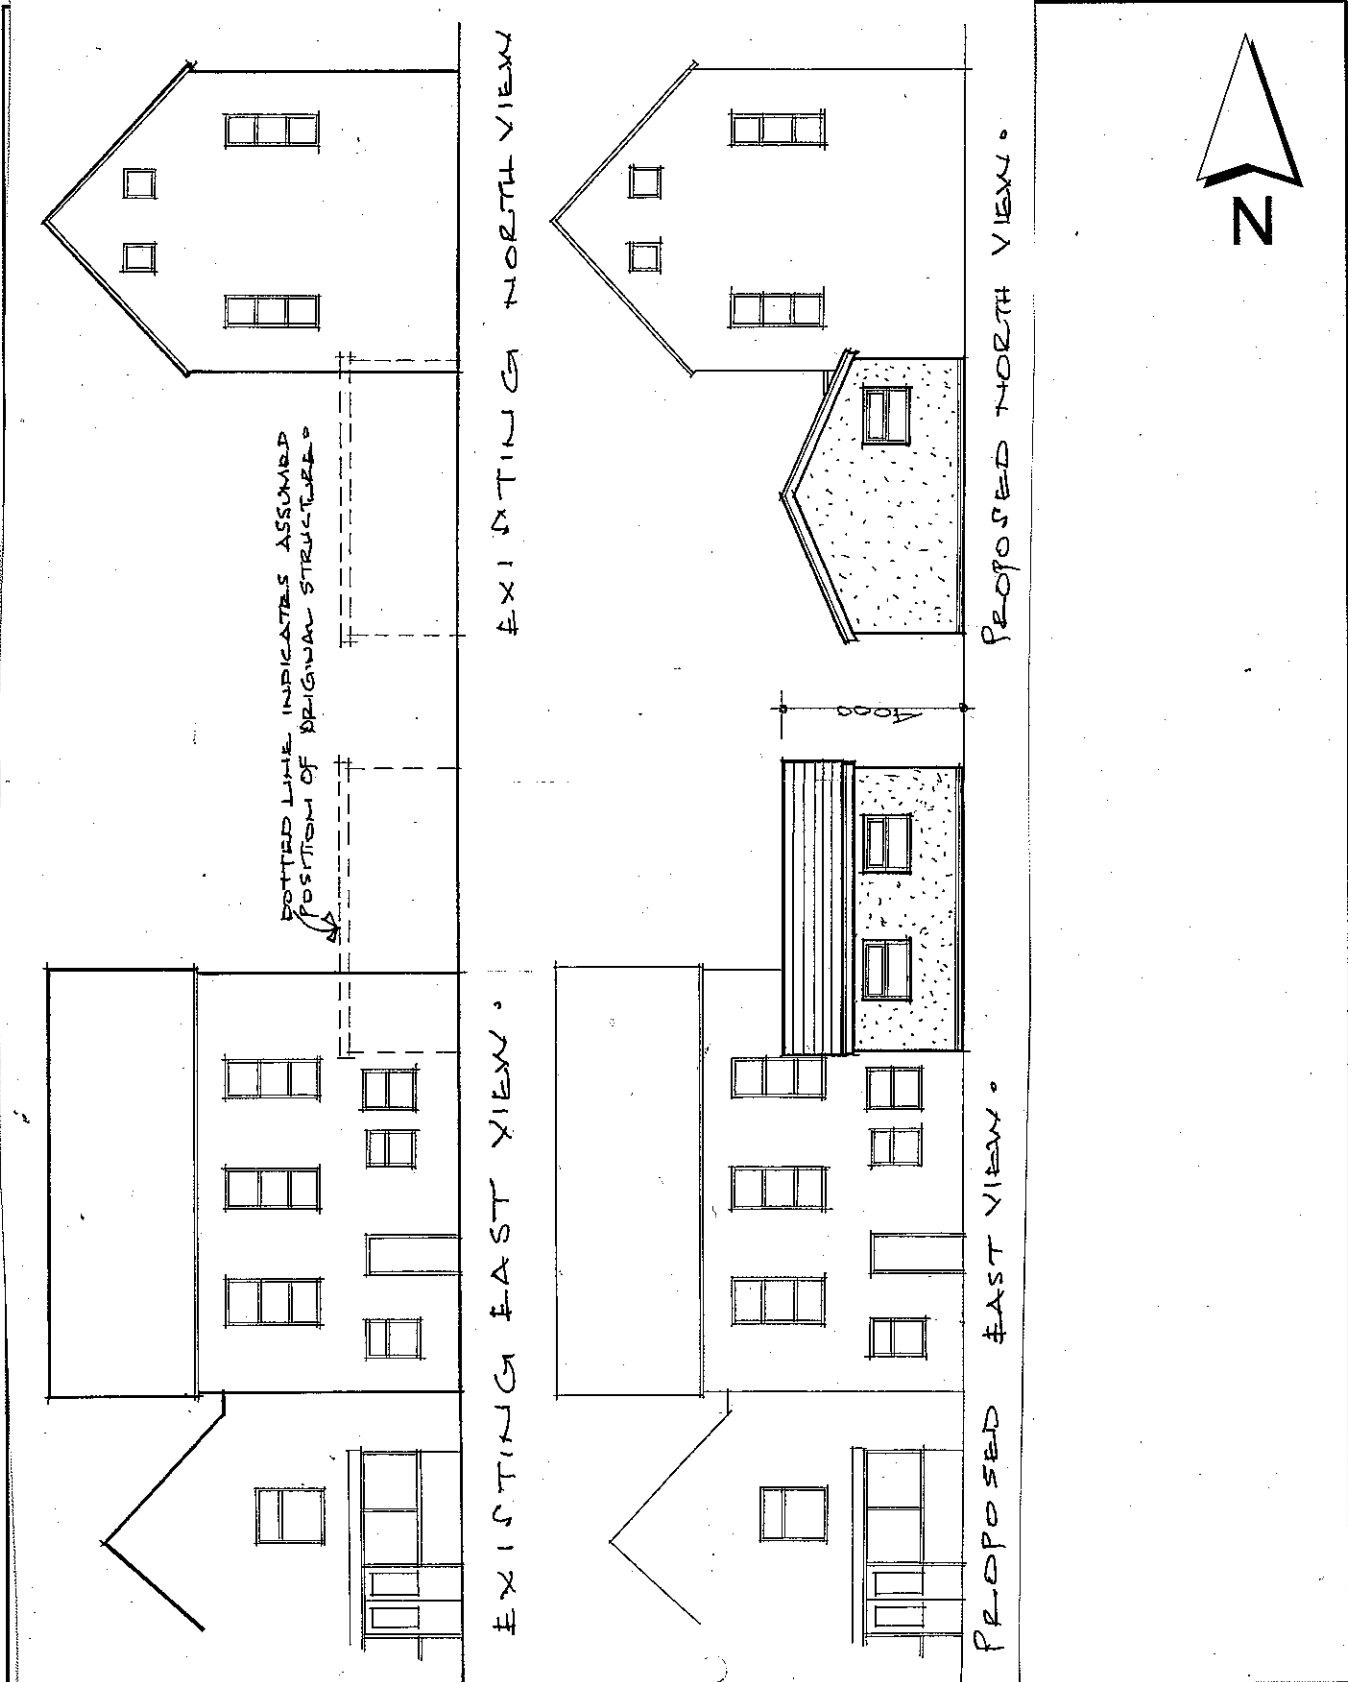 DOTTED LINE INDICATES ASSUMED
POSITION OF ORIGINAL STRUCTURE.
EXISTING EAST VIEW.
EXISTING NORTH VIEW
4000
PROPOSED EAST VIEW.
PROPOSED NORTH VIEW.
N